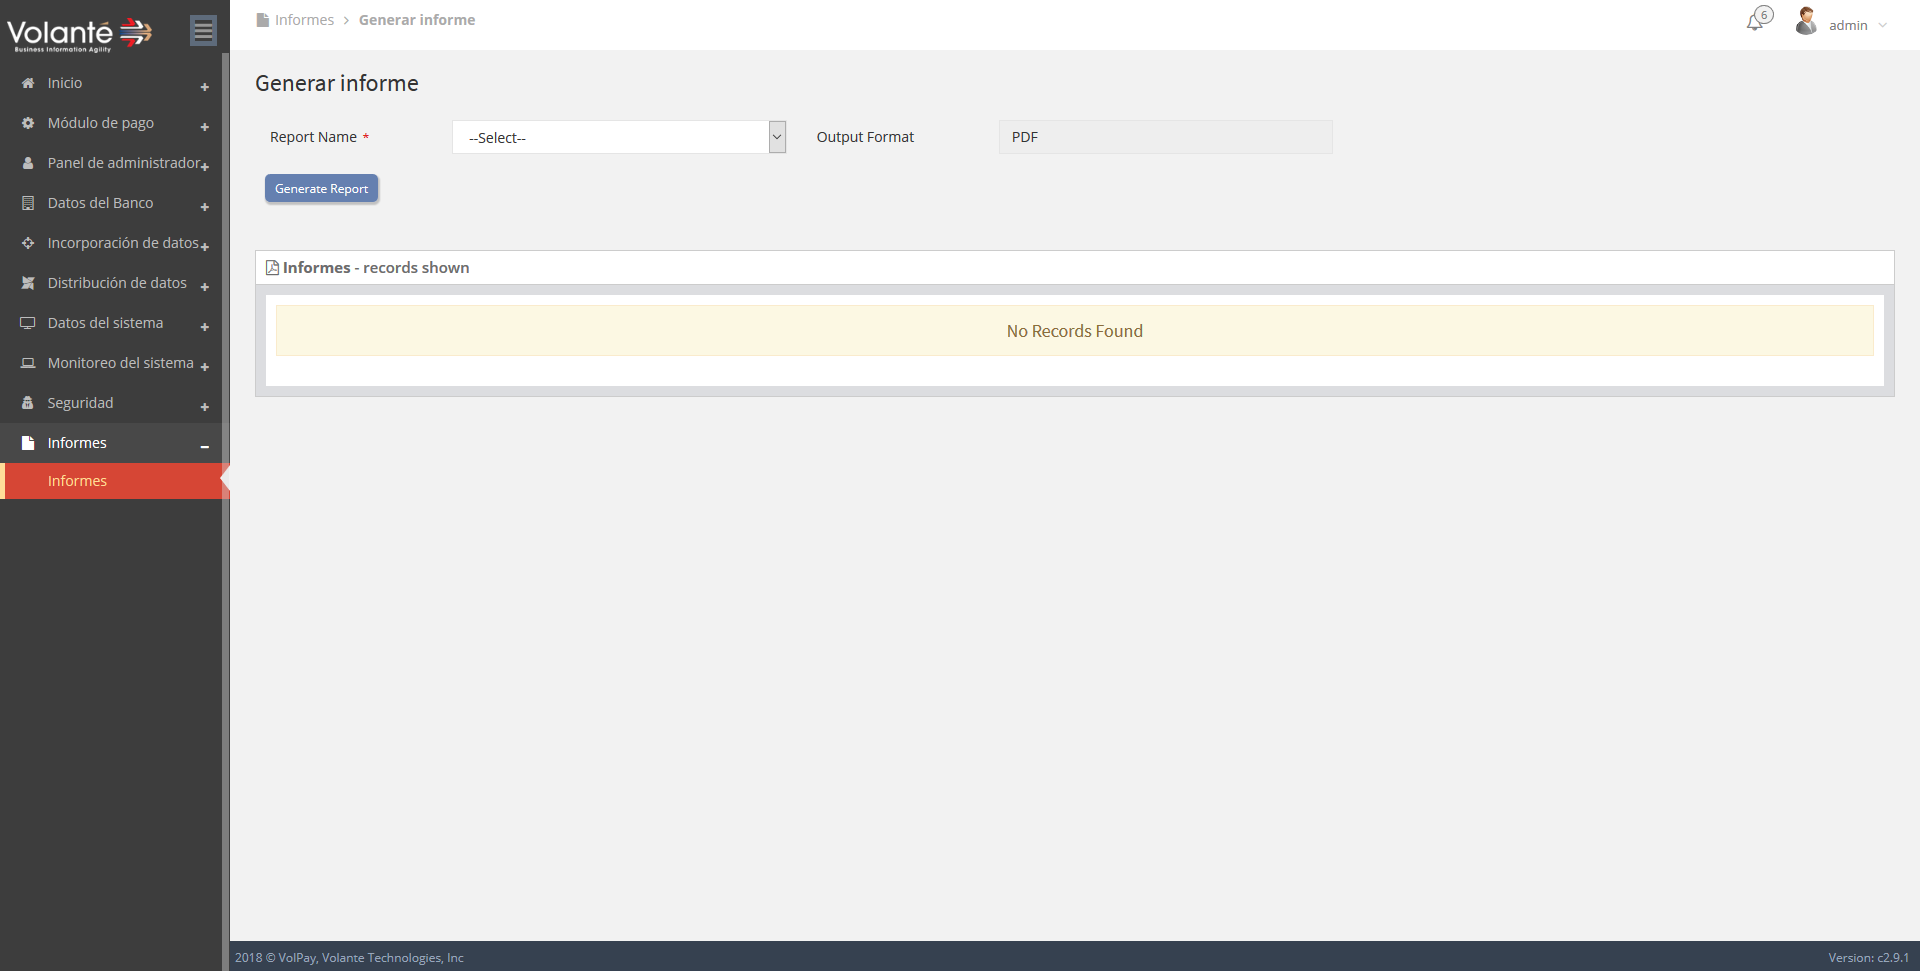 Volanté
Business Information Agility
Informes > Generar informe
6
admin
Inicio
Módulo de pago
Panel de administrador
Datos del Banco
Incorporación de datos
Distribución de datos
Datos del sistema
Monitoreo del sistema
Seguridad
Informes
Informes
Generar informe
Report Name *
--Select--
Output Format
PDF
Generate Report
Informes - records shown
No Records Found
2018 © VolPay, Volante Technologies, Inc
Version: c2.9.1